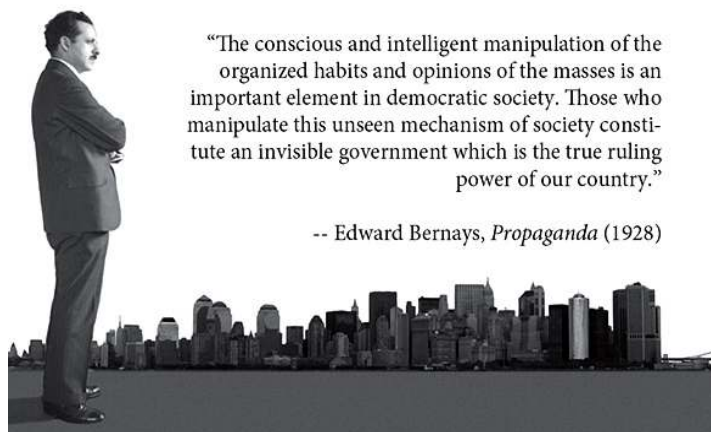 “The conscious and intelligent manipulation of the
organized habits and opinions of the masses is an
important element in democratic society. Those who
manipulate this unseen mechanism of society consti-
tute an invisible government which is the true ruling
power of our country.”
-- Edward Bernays, Propaganda (1928)